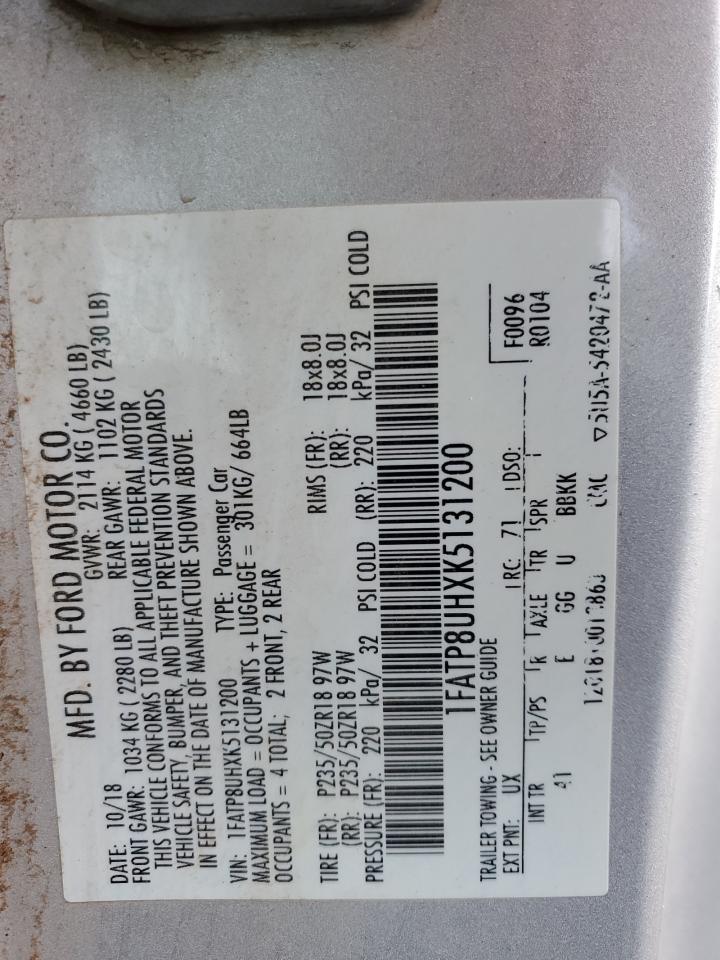 MFD. BY FORD MOTOR CO.
DATE: 10/18 GVWR: 2114 KG ( 4660 LB)
FRONT GAWR: 1034 KG ( 2280 LB) REAR GAWR: 1102 KG ( 2430 LB)
THIS VEHICLE CONFORMS TO ALL APPLICABLE FEDERAL MOTOR
VEHICLE SAFETY, BUMPER, AND THEFT PREVENTION STANDARDS
IN EFFECT ON THE DATE OF MANUFACTURE SHOWN ABOVE.
VIN: 1FATP8UHXK5131200 TYPE: Passenger Car
MAXIMUM LOAD = OCCUPANTS + LUGGAGE = 301KG/ 664LB
OCCUPANTS = 4 TOTAL; 2 FRONT, 2 REAR
TIRE (FR): P235/50ZR18 97W RIMS (FR): 18x8.0J
(RR): P235/50ZR18 97W (RR): 18x8.0J
PRESSURE (FR): 220 kPa/ 32 PSI COLD (RR): 220 kPa/ 32 PSI COLD
1FATP8UHXK5131200
TRAILER TOWING - SEE OWNER GUIDE F0096
EXT PNT: UX RC: 71 DSO: R0104
INT TR TP/PS R AXLE TR SPR
41 E GG U BBKK